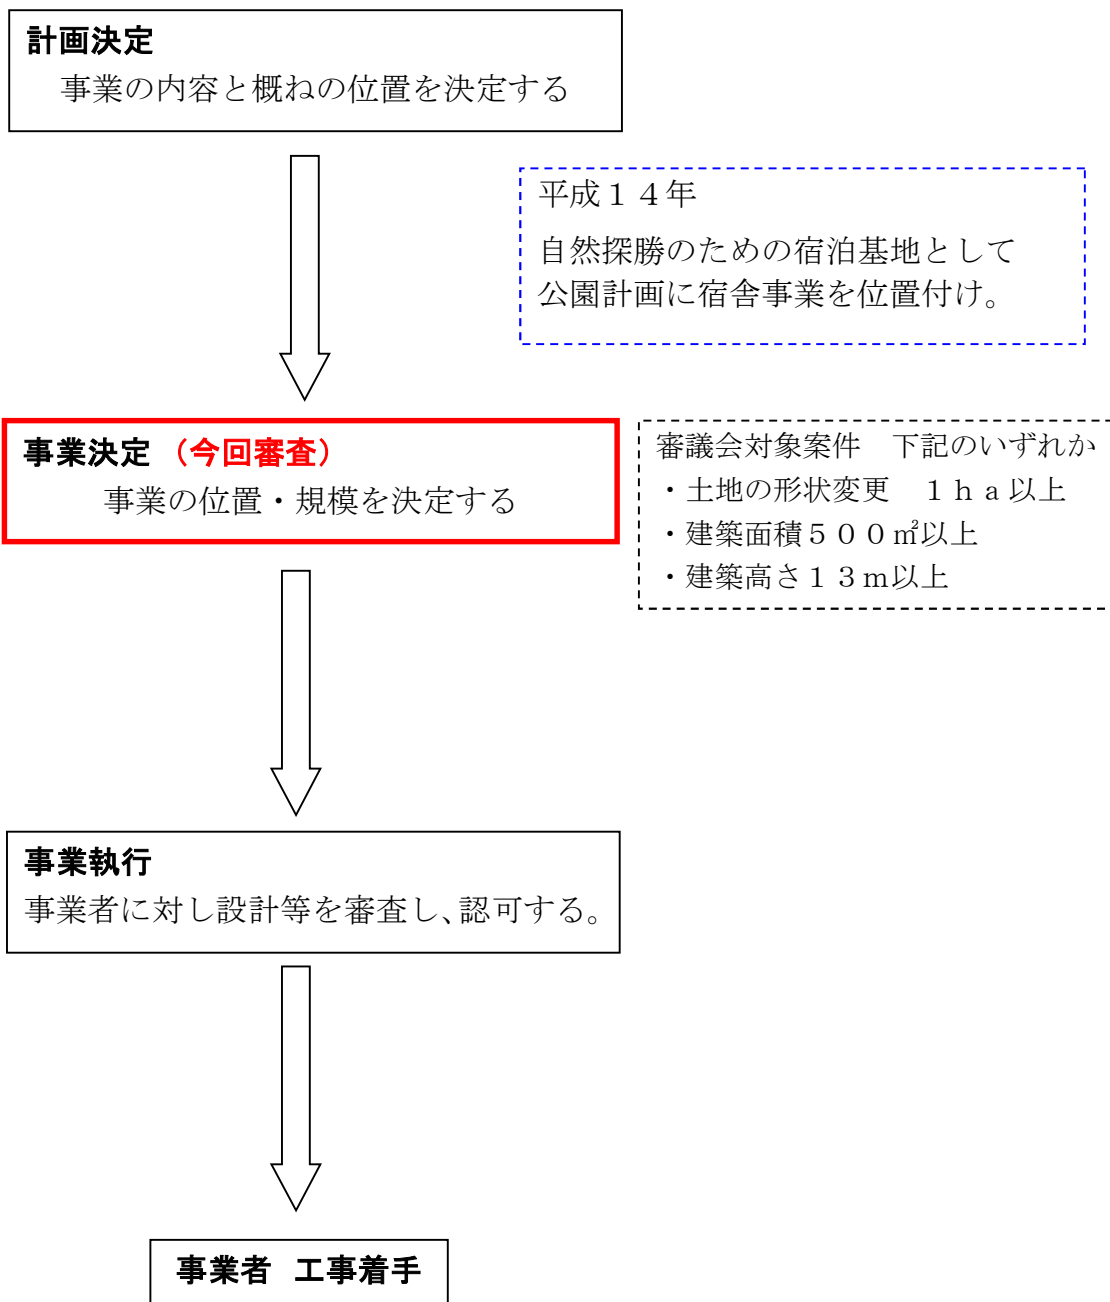 計画決定
事業の内容と概ねの位置を決定する
平成１４年
自然探勝のための宿泊基地として
公園計画に宿舎事業を位置付け。
事業決定（今回審査）
事業の位置・規模を決定する
審議会対象案件　下記のいずれか
・土地の形状変更　１ｈａ以上
・建築面積５００㎡以上
・建築高さ１３ｍ以上
事業執行
事業者に対し設計等を審査し、認可する。
事業者　工事着手